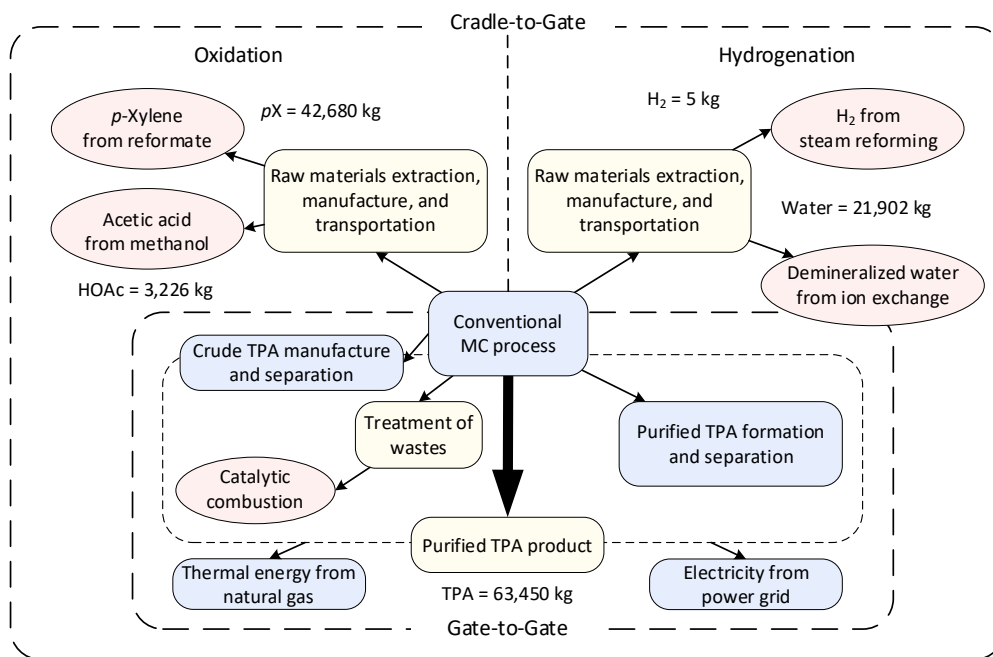 Cradle-to-Gate
Oxidation
Hydrogenation
p-Xylene
from reformate
pX = 42,680 kg
H₂ = 5 kg
H₂ from
steam reforming
Raw materials extraction,
manufacture, and
transportation
Raw materials extraction,
manufacture, and
transportation
Acetic acid
from methanol
Water = 21,902 kg
HOAc = 3,226 kg
Demineralized water
from ion exchange
Conventional
MC process
Crude TPA manufacture
and separation
Treatment of
wastes
Purified TPA formation
and separation
Catalytic
combustion
Purified TPA product
Thermal energy from
natural gas
TPA = 63,450 kg
Electricity from
power grid
Gate-to-Gate